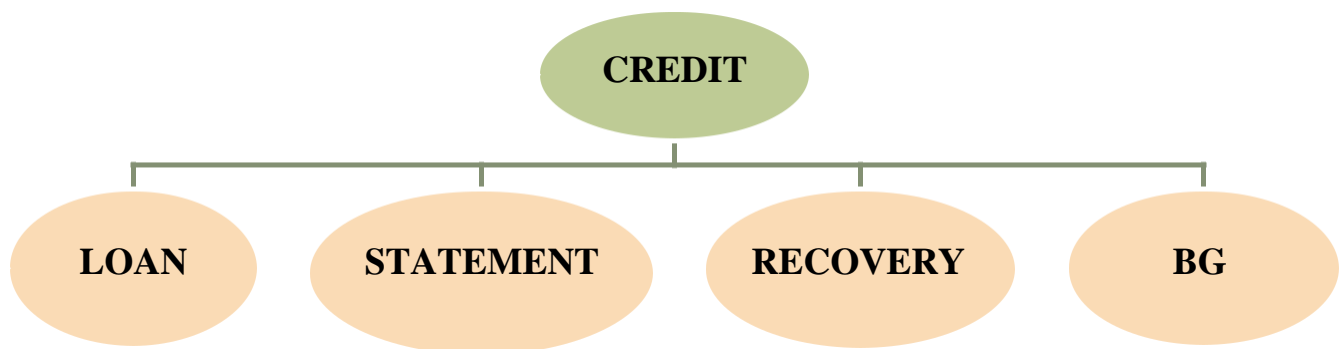 CREDIT
LOAN
STATEMENT
RECOVERY
BG